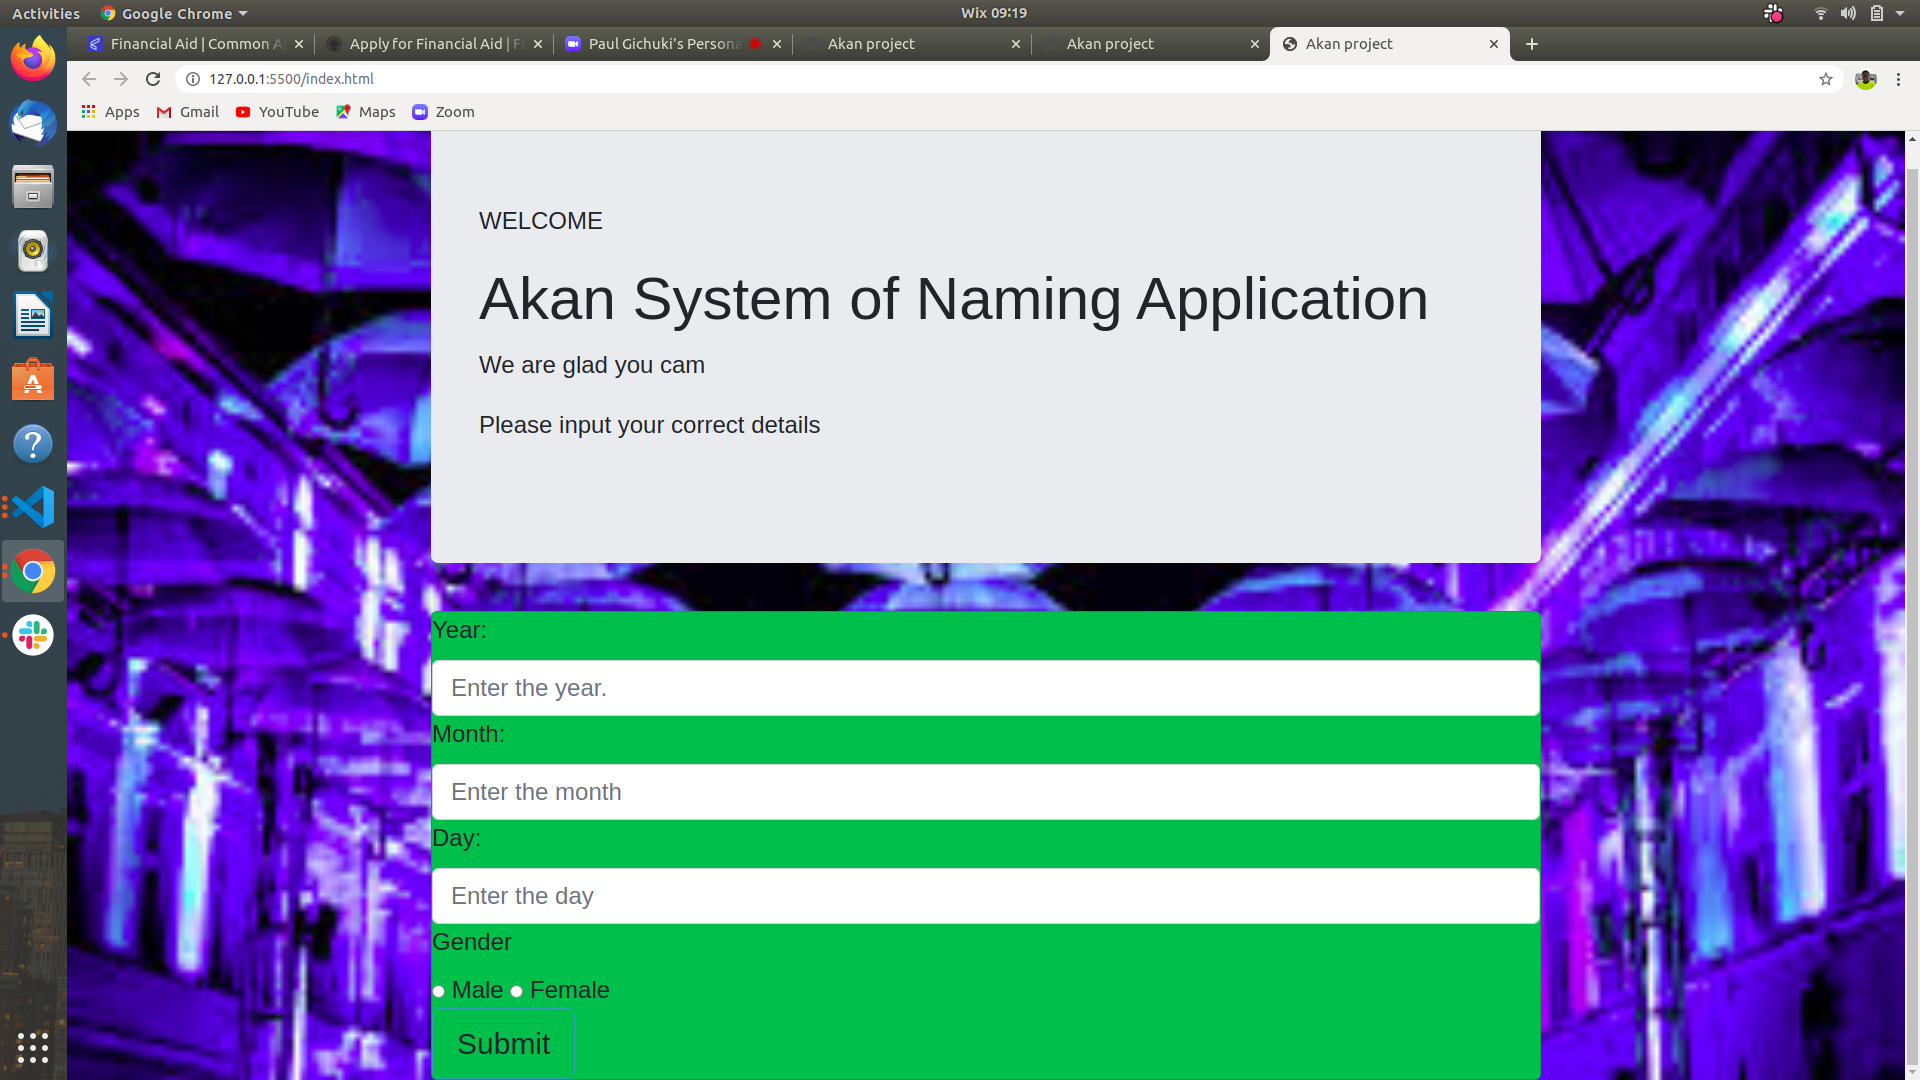 Activities Google Chrome Wix 09:19
Financial Aid | Common A Apply for Financial Aid | Fe Paul Gichuki's Persona Akan project Akan project Akan project
127.0.0.1:5500/index.html
Apps Gmail YouTube Maps Zoom
WELCOME
Akan System of Naming Application
We are glad you cam
Please input your correct details
Year:
Enter the year.
Month:
Enter the month
Day:
Enter the day
Gender
Male Female
Submit